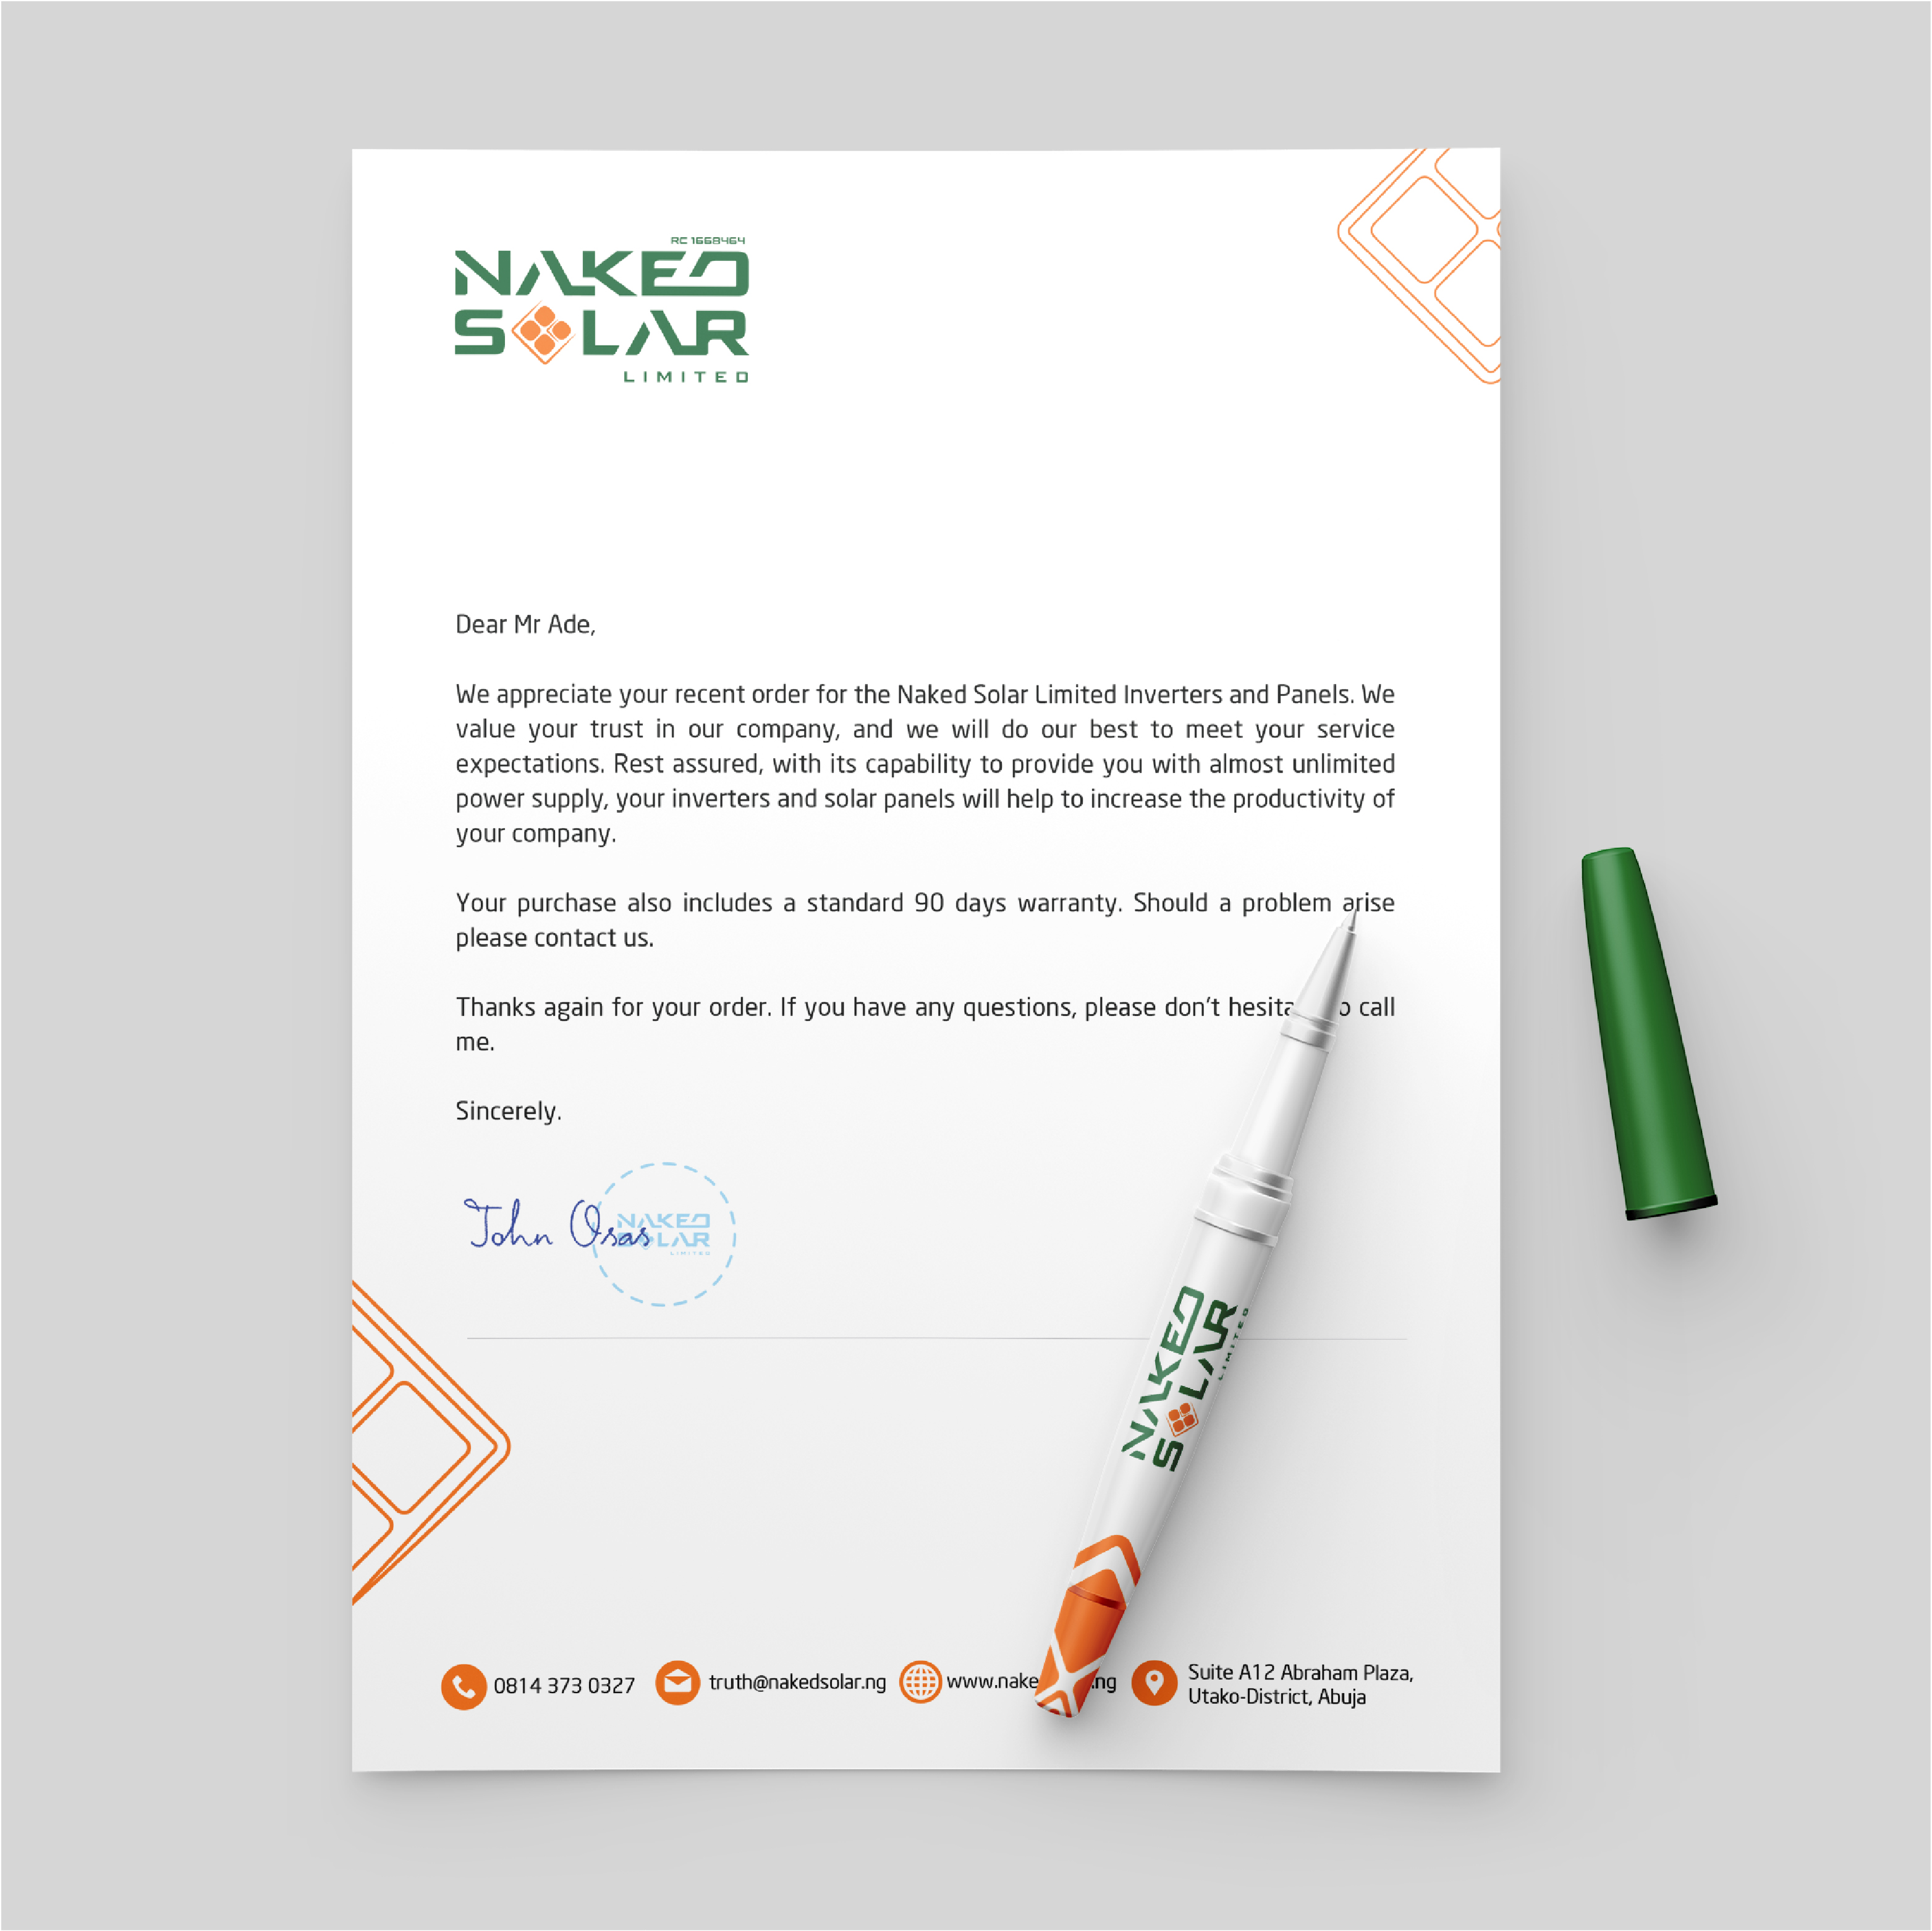 RC 1668464
NAKED
SOLAR
LIMITED
Dear Mr Ade,
We appreciate your recent order for the Naked Solar Limited Inverters and Panels. We
value your trust in our company, and we will do our best to meet your service
expectations. Rest assured, with its capability to provide you with almost unlimited
power supply, your inverters and solar panels will help to increase the productivity of
your company.
Your purchase also includes a standard 90 days warranty. Should a problem arise
please contact us.
Thanks again for your order. If you have any questions, please don't call
me.
Sincerely.
John Osas
NAKED
SOLAR
LIMITED
NAKED
SOLAR
LIMITED
0814 373 0327
truth@nakedsolar.ng
Suite A12 Abraham Plaza,
Utako-District, Abuja